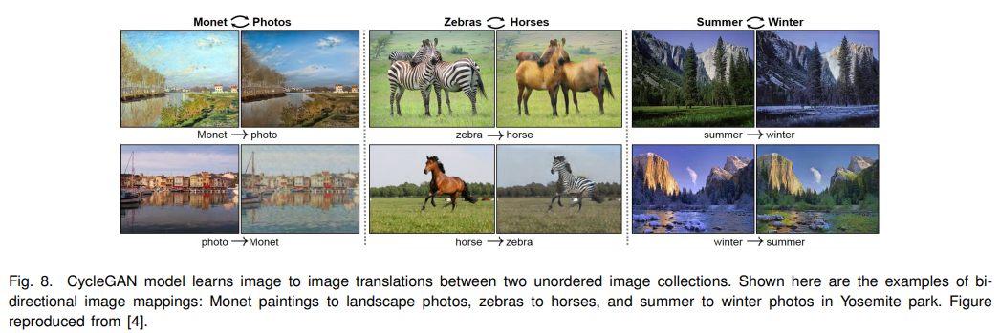 Monet ⟳ Photos
Zebras ⟳ Horses
Summer ⟳ Winter
Monet → photo
zebra → horse
summer → winter
photo → Monet
horse → zebra
winter → summer
Fig. 8. CycleGAN model learns image to image translations between two unordered image collections. Shown here are the examples of bi-
directional image mappings: Monet paintings to landscape photos, zebras to horses, and summer to winter photos in Yosemite park. Figure
reproduced from [4].